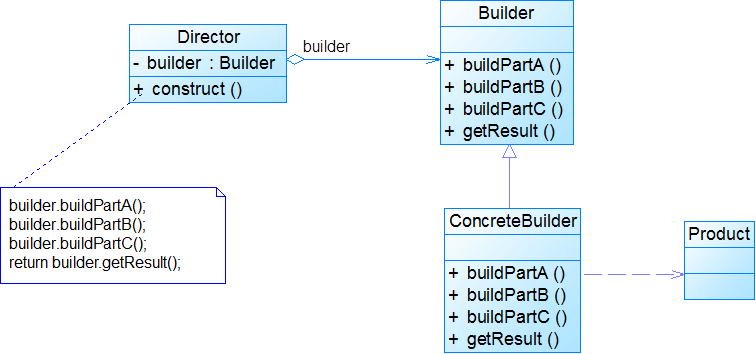 Director
- builder : Builder
+ construct ()
builder
Builder
+ buildPartA ()
+ buildPartB ()
+ buildPartC ()
+ getResult ()
builder.buildPartA();
builder.buildPartB();
builder.buildPartC();
return builder.getResult();
ConcreteBuilder
+ buildPartA ()
+ buildPartB ()
+ buildPartC ()
+ getResult ()
Product